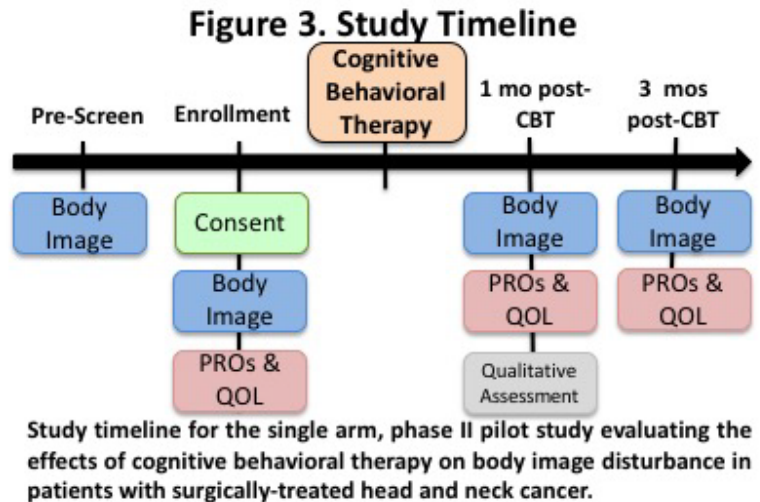 Figure 3. Study Timeline
Cognitive
Behavioral
Therapy
Pre-Screen
Enrollment
1 mo post-
CBT
3 mos
post-CBT
Body
Image
Consent
Body
Image
PROs &
QOL
Body
Image
PROs &
QOL
Qualitative
Assessment
Body
Image
PROs &
QOL
Study timeline for the single arm, phase II pilot study evaluating the
effects of cognitive behavioral therapy on body image disturbance in
patients with surgically-treated head and neck cancer.